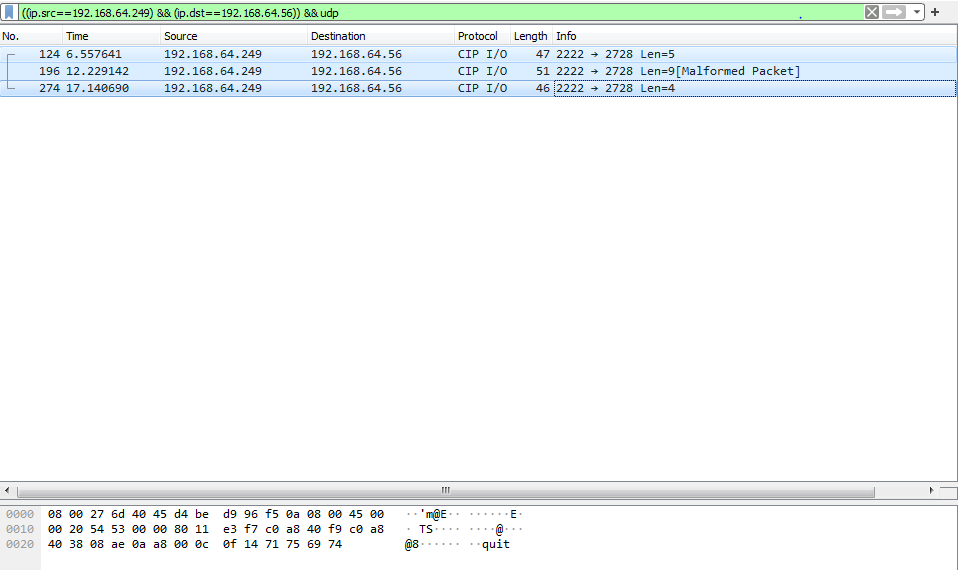 ((ip.src==192.168.64.249) && (ip.dst==192.168.64.56)) && udp
No. Time Source Destination Protocol Length Info
124 6.557641 192.168.64.249 192.168.64.56 CIP I/O 47 2222 → 2728 Len=5
196 12.229142 192.168.64.249 192.168.64.56 CIP I/O 51 2222 → 2728 Len=9[Malformed Packet]
274 17.140690 192.168.64.249 192.168.64.56 CIP I/O 46 2222 → 2728 Len=4
0000 08 00 27 6d 40 45 d4 be d9 96 f5 0a 08 00 45 00 ··'m@E·· ······E·
0010 00 20 54 53 00 00 80 11 e3 f7 c0 a8 40 f9 c0 a8 · TS···· ····@···
0020 40 38 08 ae 0a a8 00 0c 0f 14 71 75 69 74 @8······ ··quit